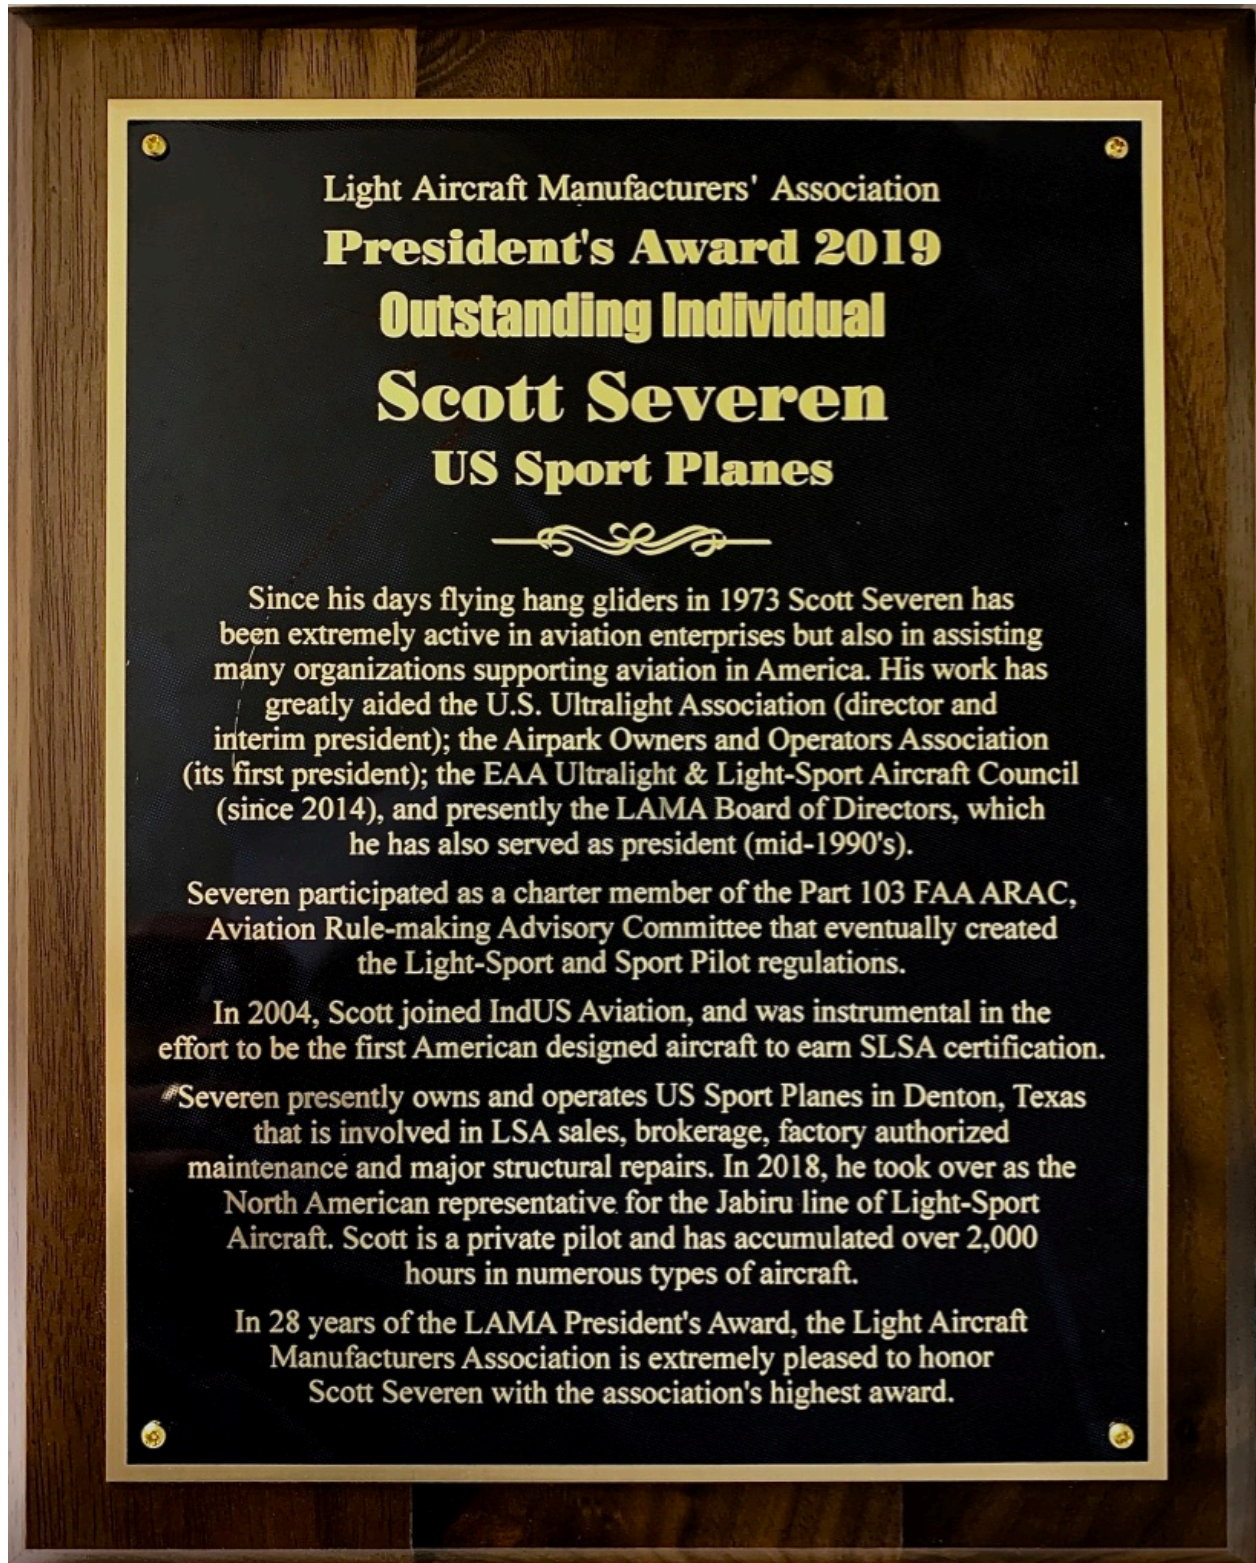 Light Aircraft Manufacturers' Association
President's Award 2019
Outstanding Individual
Scott Severen
US Sport Planes
Since his days flying hang gliders in 1973 Scott Severen has
been extremely active in aviation enterprises but also in assisting
many organizations supporting aviation in America. His work has
greatly aided the U.S. Ultralight Association (director and
interim president); the Airpark Owners and Operators Association
(its first president); the EAA Ultralight & Light-Sport Aircraft Council
(since 2014), and presently the LAMA Board of Directors, which
he has also served as president (mid-1990's).
Severen participated as a charter member of the Part 103 FAA ARAC,
Aviation Rule-making Advisory Committee that eventually created
the Light-Sport and Sport Pilot regulations.
In 2004, Scott joined IndUS Aviation, and was instrumental in the
effort to be the first American designed aircraft to earn SLSA certification.
Severen presently owns and operates US Sport Planes in Denton, Texas
that is involved in LSA sales, brokerage, factory authorized
maintenance and major structural repairs. In 2018, he took over as the
North American representative for the Jabiru line of Light-Sport
Aircraft. Scott is a private pilot and has accumulated over 2,000
hours in numerous types of aircraft.
In 28 years of the LAMA President's Award, the Light Aircraft
Manufacturers Association is extremely pleased to honor
Scott Severen with the association's highest award.